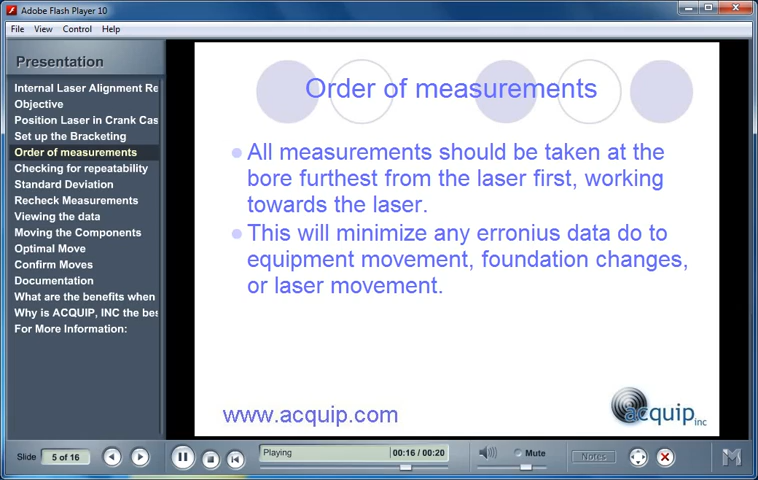 Adobe Flash Player 10
File View Control Help
Presentation
Internal Laser Alignment Re
Objective
Position Laser in Crank Cas
Set up the Bracketing
Order of measurements
Checking for repeatability
Standard Deviation
Recheck Measurements
Viewing the data
Moving the Components
Optimal Move
Confirm Moves
Documentation
What are the benefits when
Why is ACQUIP, INC the bes
For More Information:
Order of measurements
All measurements should be taken at the
bore furthest from the laser first, working
towards the laser.
This will minimize any erronius data do to
equipment movement, foundation changes,
or laser movement.
www.acquip.com
acquip inc
Slide 5 of 16
Playing 00:16 / 00:20
Mute
Notes